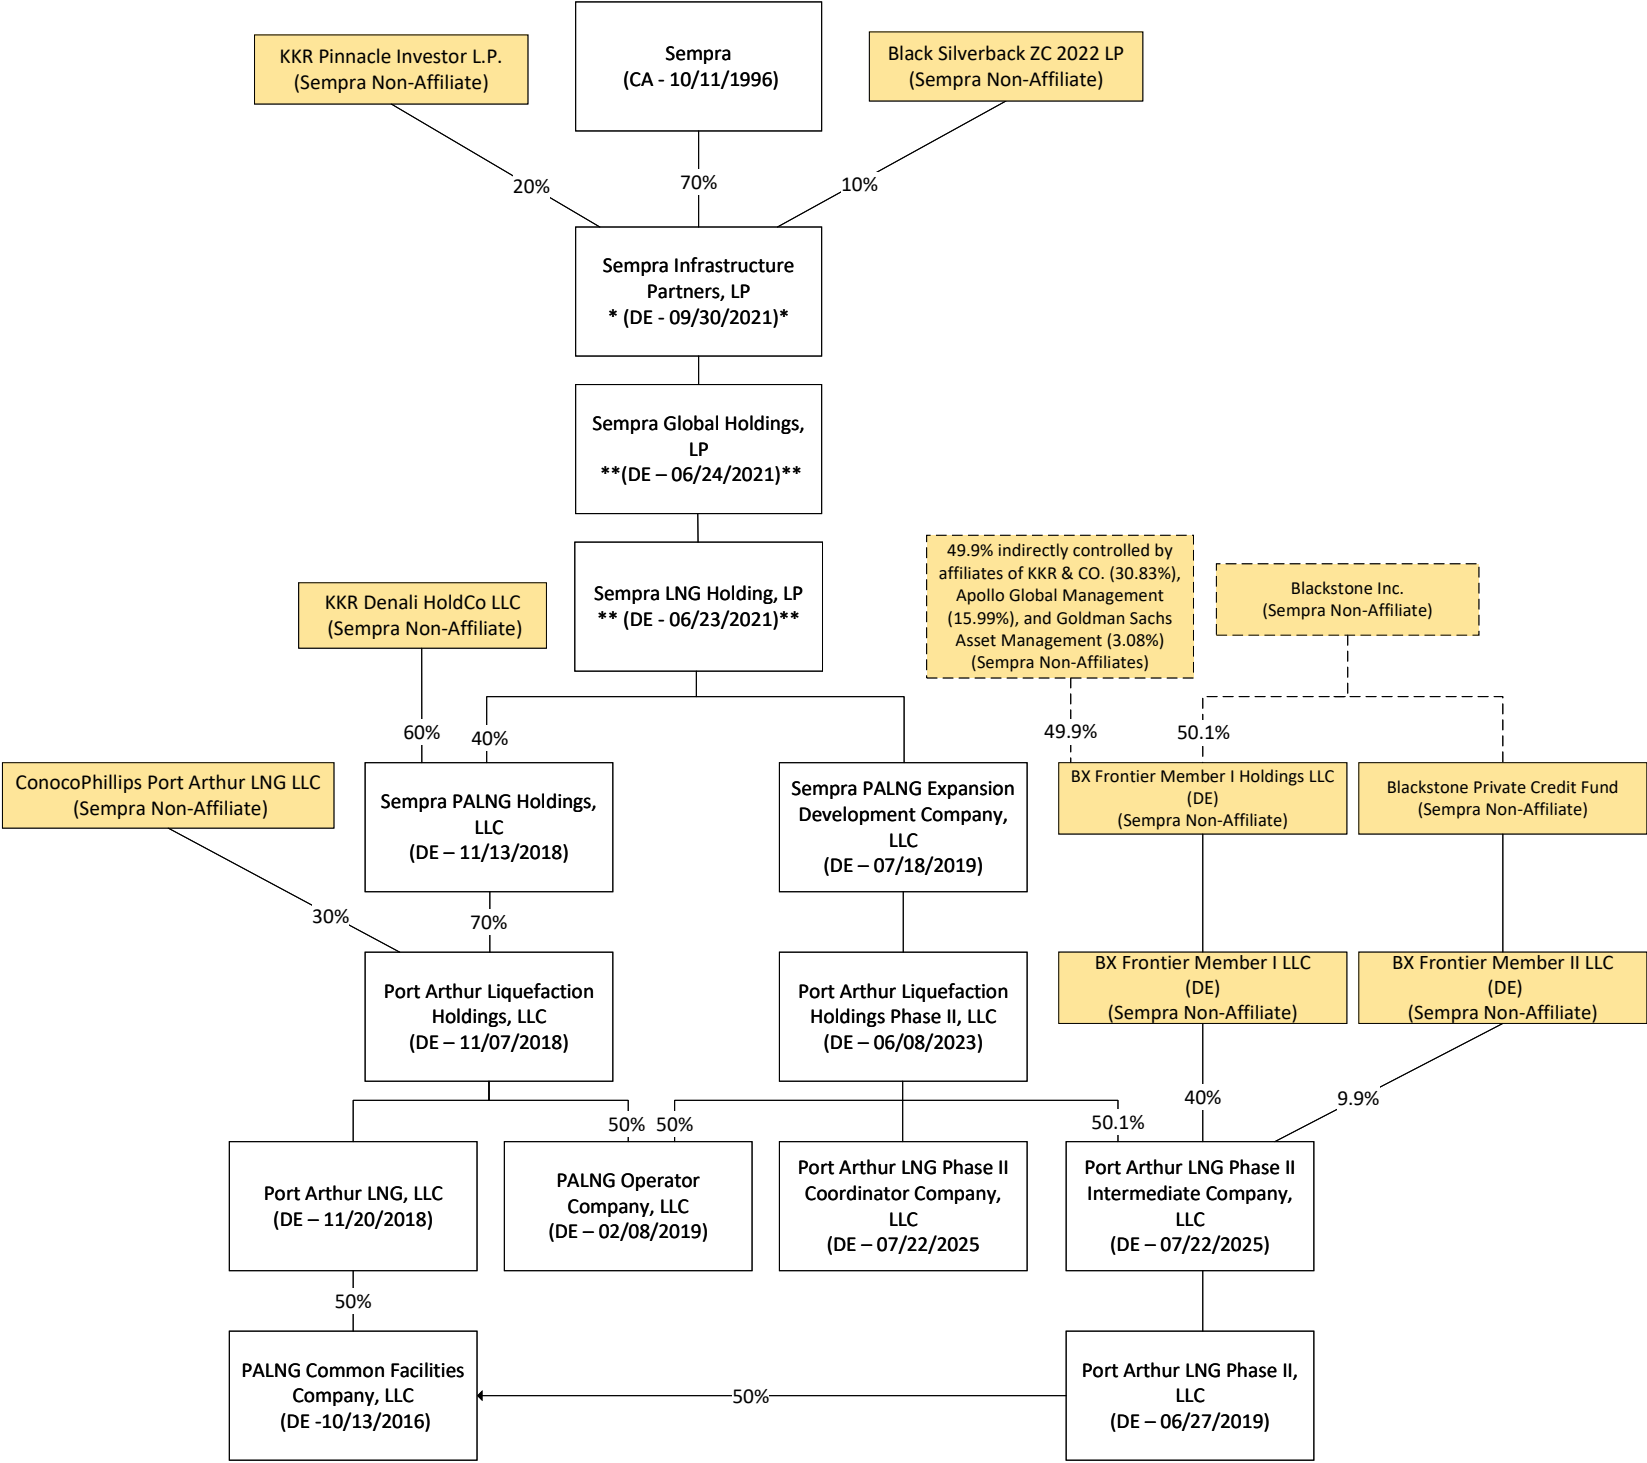 KKR Pinnacle Investor L.P.
(Sempra Non-Affiliate)
Sempra
(CA - 10/11/1996)
Black Silverback ZC 2022 LP
(Sempra Non-Affiliate)
20%
70%
10%
Sempra Infrastructure
Partners, LP
* (DE - 09/30/2021)*
Sempra Global Holdings,
LP
**(DE – 06/24/2021)**
Sempra LNG Holding, LP
** (DE - 06/23/2021)**
KKR Denali HoldCo LLC
(Sempra Non-Affiliate)
49.9% indirectly controlled by
affiliates of KKR & CO. (30.83%),
Apollo Global Management
(15.99%), and Goldman Sachs
Asset Management (3.08%)
(Sempra Non-Affiliates)
Blackstone Inc.
(Sempra Non-Affiliate)
60%
40%
49.9%
50.1%
ConocoPhillips Port Arthur LNG LLC
(Sempra Non-Affiliate)
Sempra PALNG Holdings,
LLC
(DE – 11/13/2018)
Sempra PALNG Expansion
Development Company,
LLC
(DE – 07/18/2019)
BX Frontier Member I Holdings LLC
(DE)
(Sempra Non-Affiliate)
Blackstone Private Credit Fund
(Sempra Non-Affiliate)
30%
70%
Port Arthur Liquefaction
Holdings, LLC
(DE – 11/07/2018)
Port Arthur Liquefaction
Holdings Phase II, LLC
(DE – 06/08/2023)
BX Frontier Member I LLC
(DE)
(Sempra Non-Affiliate)
BX Frontier Member II LLC
(DE)
(Sempra Non-Affiliate)
50%
50%
50.1%
40%
9.9%
Port Arthur LNG, LLC
(DE – 11/20/2018)
PALNG Operator
Company, LLC
(DE – 02/08/2019)
Port Arthur LNG Phase II
Coordinator Company,
LLC
(DE – 07/22/2025
Port Arthur LNG Phase II
Intermediate Company,
LLC
(DE – 07/22/2025)
50%
PALNG Common Facilities
Company, LLC
(DE -10/13/2016)
50%
Port Arthur LNG Phase II,
LLC
(DE – 06/27/2019)